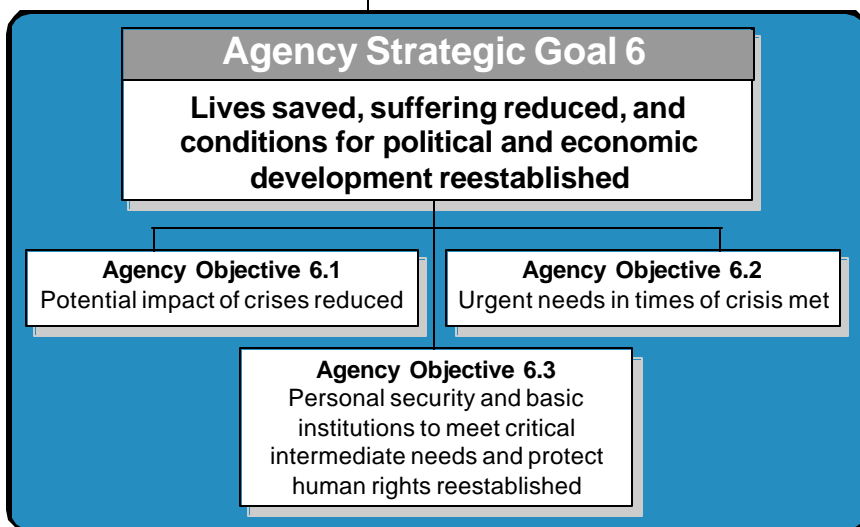 Agency Strategic Goal 6
Lives saved, suffering reduced, and
conditions for political and economic
development reestablished
Agency Objective 6.1
Potential impact of crises reduced
Agency Objective 6.2
Urgent needs in times of crisis met
Agency Objective 6.3
Personal security and basic
institutions to meet critical
intermediate needs and protect
human rights reestablished